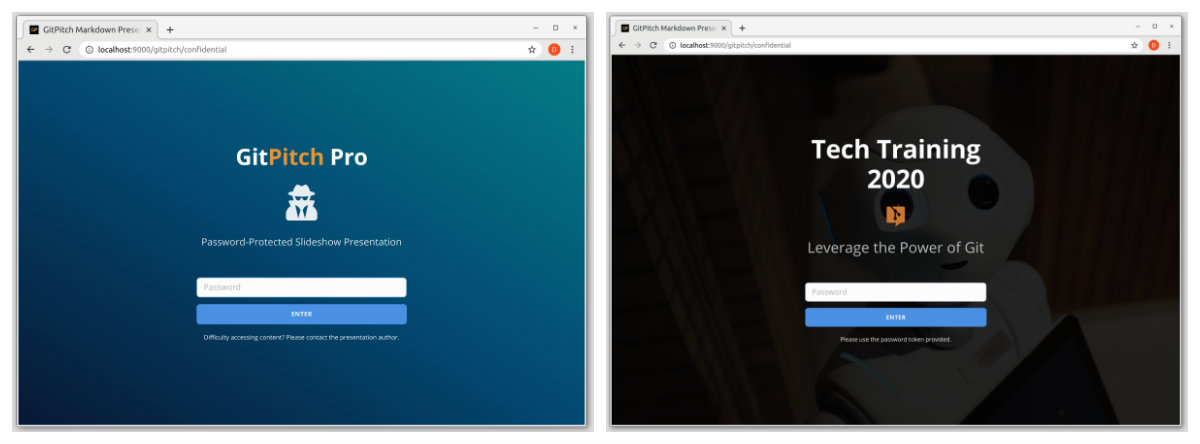 GitPitch Markdown Prese
localhost:9000/gitpitch/confidential
D
GitPitch Pro
Password-Protected Slideshow Presentation
Password
ENTER
Difficulty accessing content? Please contact the presentation author.
GitPitch Markdown Prese
localhost:9000/gitpitch/confidential
D
Tech Training
2020
Leverage the Power of Git
Password
ENTER
Please use the password token provided.